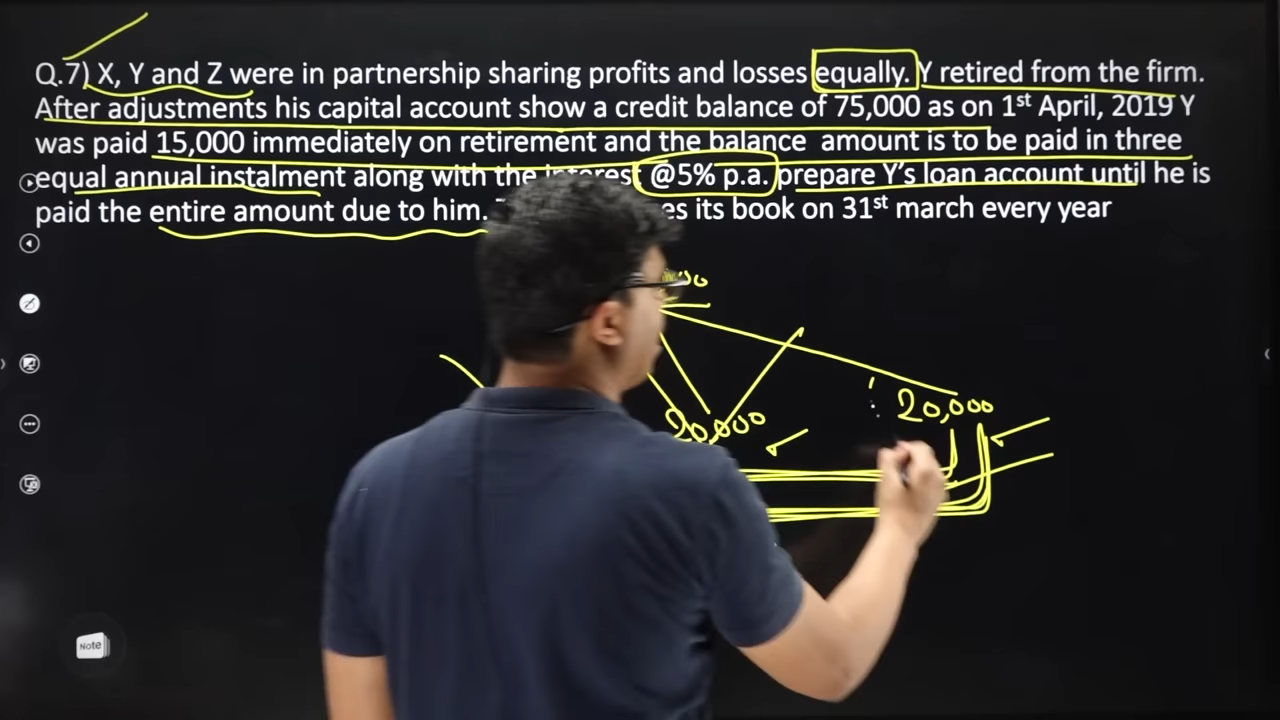 Q.7) X, Y and Z were in partnership sharing profits and losses equally. Y retired from the firm.
After adjustments his capital account show a credit balance of 75,000 as on 1st April, 2019 Y
was paid 15,000 immediately on retirement and the balance amount is to be paid in three
equal annual instalment along with the interest @5% p.a. prepare Y's loan account until he is
paid the entire amount due to him. es its book on 31st march every year
20,000
20,000
Note